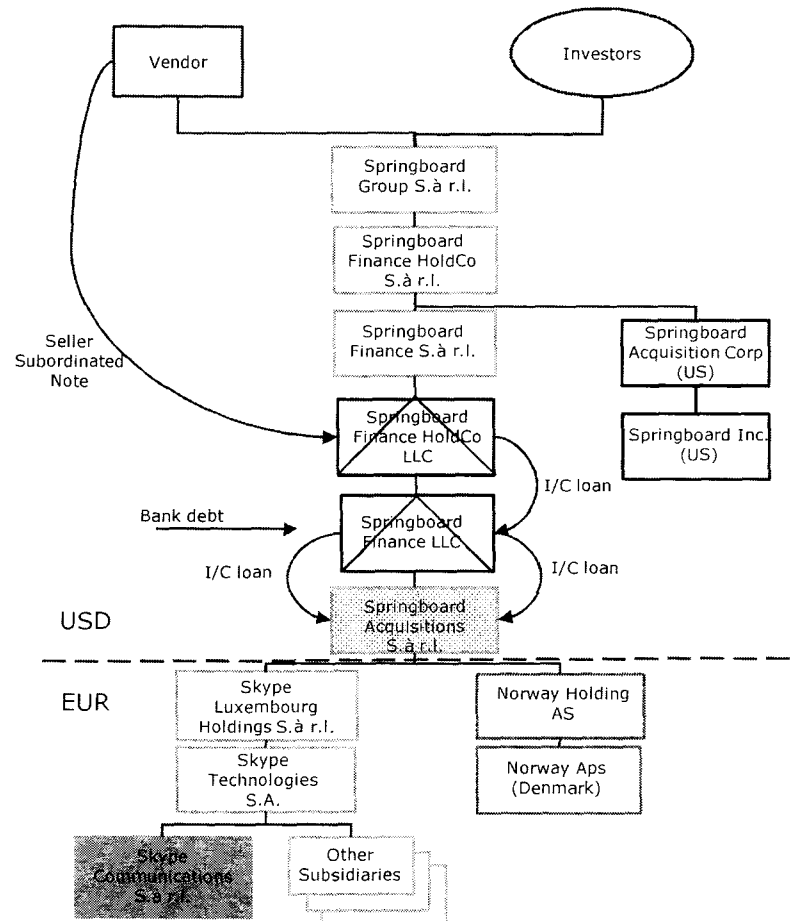 Vendor
Investors
Springboard
Group S.à r.l.
Springboard
Finance HoldCo
S.à r.l.
Springboard
Finance S.à r.l.
Springboard
Acquisition Corp
(US)
Seller
Subordinated
Note
Springboard
Finance HoldCo
LLC
Springboard Inc.
(US)
I/C loan
Bank debt
Springboard
Finance LLC
I/C loan
I/C loan
Springboard
Acquisitions
S.à r.l.
USD
EUR
Skype
Luxembourg
Holdings S.à r.l.
Norway Holding
AS
Skype
Technologies
S.A.
Norway Aps
(Denmark)
Skype
Communications
S.à r.l.
Other
Subsidiaries